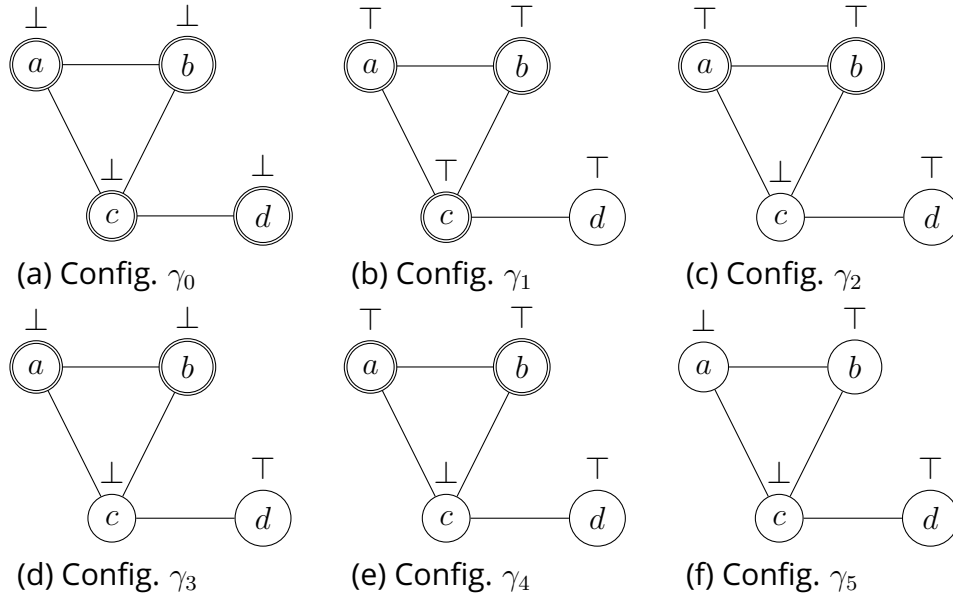 ⊥ ⊥ ⊤ ⊤ ⊤ ⊤
a b a b a b
⊥ ⊥ ⊤ ⊤ ⊥ ⊤
c d c d c d
(a) Config. γ₀ (b) Config. γ₁ (c) Config. γ₂
⊥ ⊥ ⊤ ⊤ ⊥ ⊤
a b a b a b
⊥ ⊤ ⊥ ⊤ ⊥ ⊤
c d c d c d
(d) Config. γ₃ (e) Config. γ₄ (f) Config. γ₅